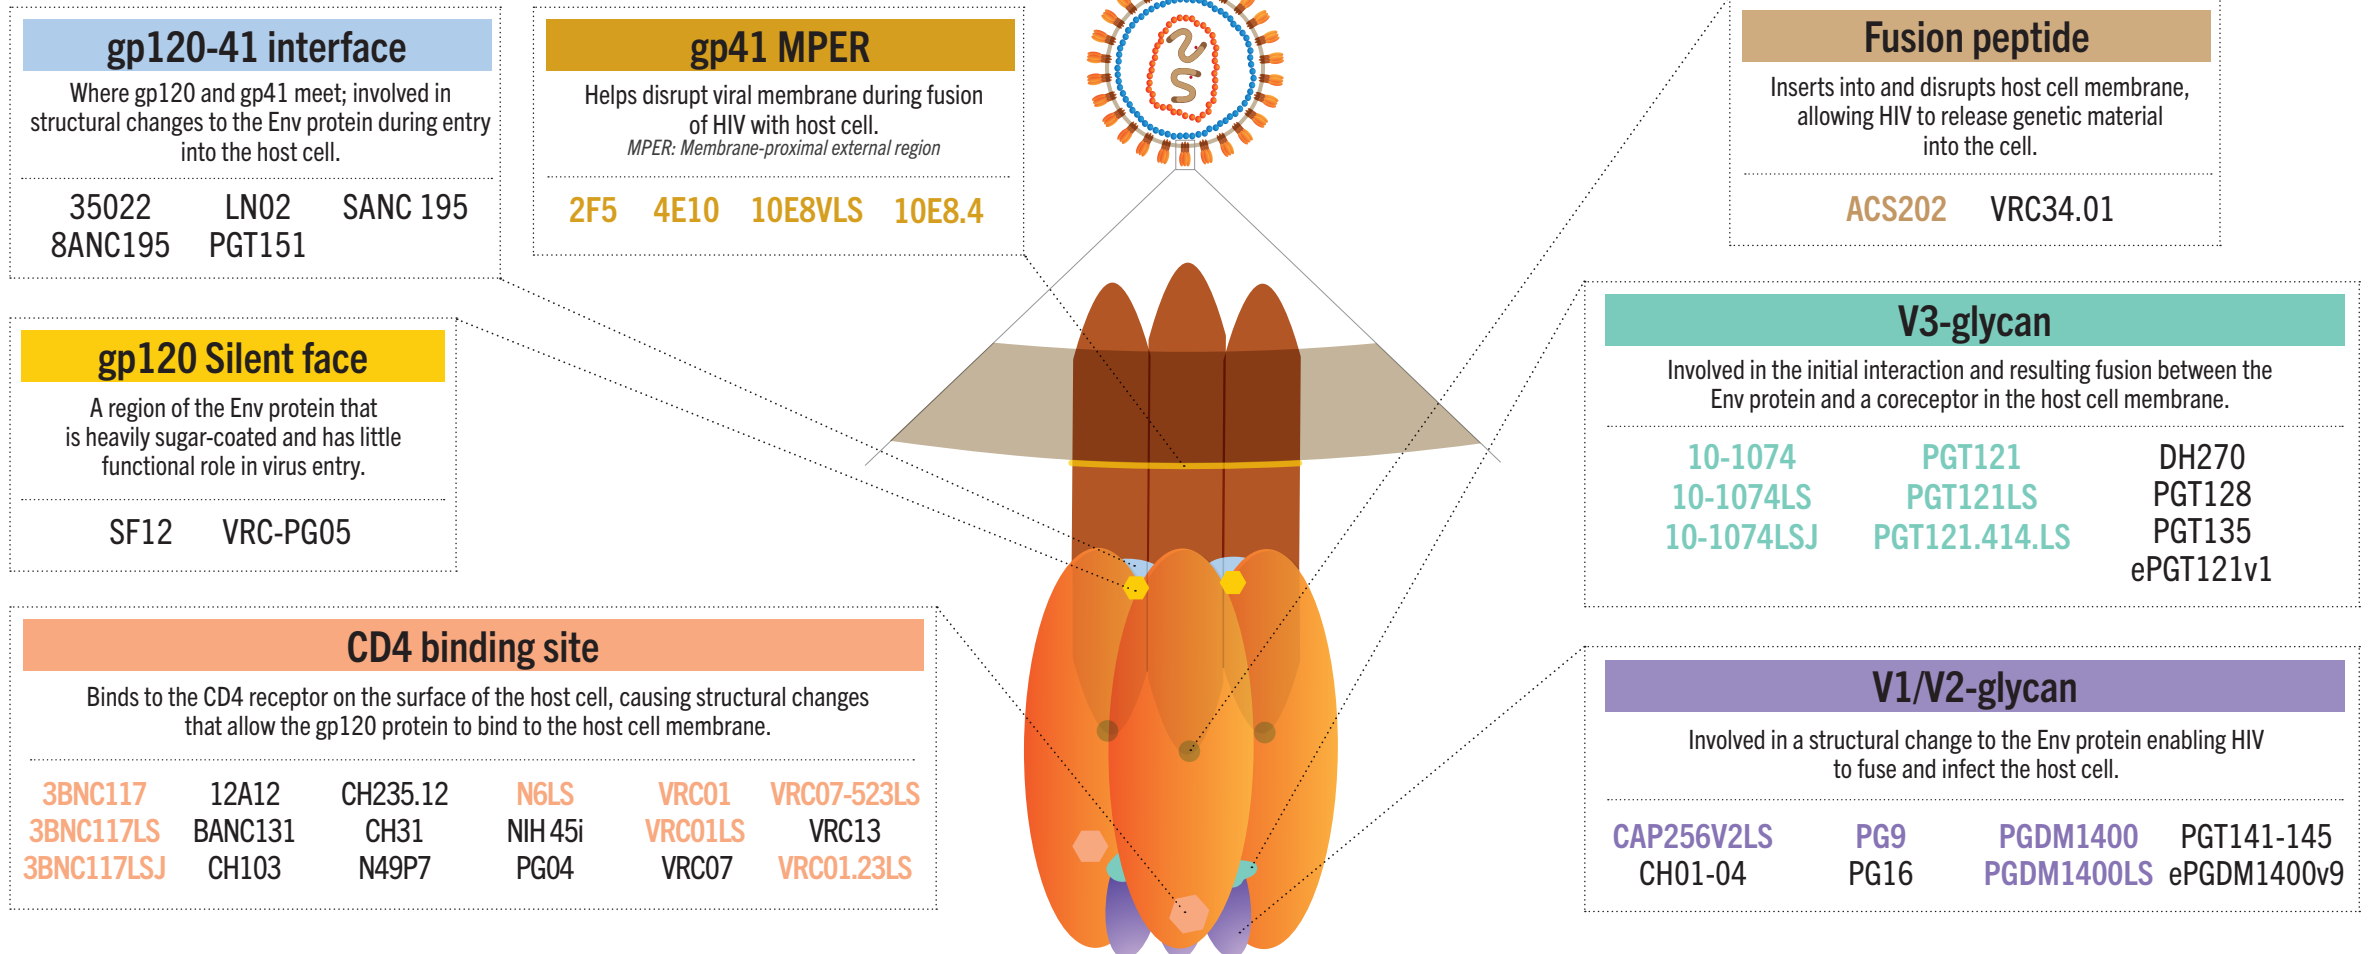 gp120-41 interface
Where gp120 and gp41 meet; involved in
structural changes to the Env protein during entry
into the host cell.
35022 LN02 SANC 195
8ANC195 PGT151
gp41 MPER
Helps disrupt viral membrane during fusion
of HIV with host cell.
MPER: Membrane-proximal external region
2F5 4E10 10E8VLS 10E8.4
Fusion peptide
Inserts into and disrupts host cell membrane,
allowing HIV to release genetic material
into the cell.
ACS202 VRC34.01
gp120 Silent face
A region of the Env protein that
is heavily sugar-coated and has little
functional role in virus entry.
SF12 VRC-PG05
V3-glycan
Involved in the initial interaction and resulting fusion between the
Env protein and a coreceptor in the host cell membrane.
10-1074 PGT121 DH270
10-1074LS PGT121LS PGT128
10-1074LSJ PGT121.414.LS PGT135
ePGT121v1
CD4 binding site
Binds to the CD4 receptor on the surface of the host cell, causing structural changes
that allow the gp120 protein to bind to the host cell membrane.
3BNC117 12A12 CH235.12 N6LS VRC01 VRC07-523LS
3BNC117LS BANC131 CH31 NIH 45i VRC01LS VRC13
3BNC117LSJ CH103 N49P7 PG04 VRC07 VRC01.23LS
V1/V2-glycan
Involved in a structural change to the Env protein enabling HIV
to fuse and infect the host cell.
CAP256V2LS PG9 PGDM1400 PGT141-145
CH01-04 PG16 PGDM1400LS ePGDM1400v9